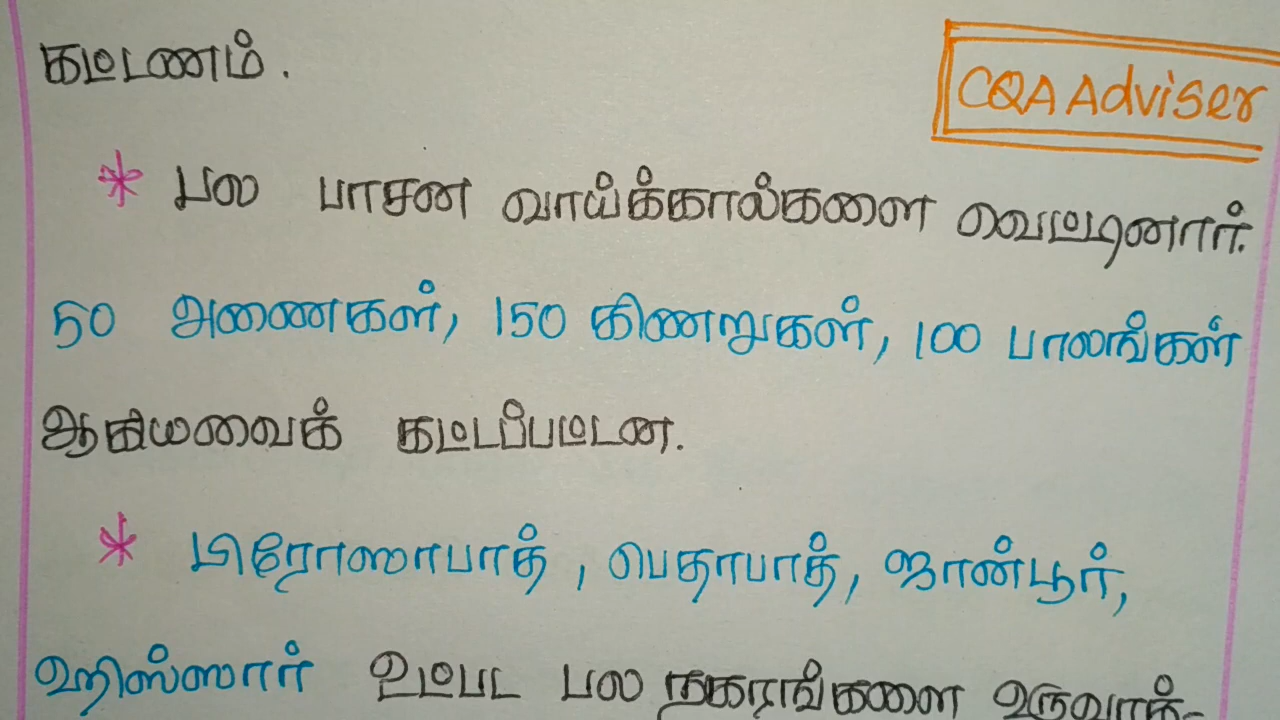 கட்டணம்.
CQA Adviser
* பல பாசன வாய்க்கால்களை வெட்டினார்.
50 அணைகள், 150 கிணறுகள், 100 பாலங்கள்
ஆகியவைக் கட்டப்பட்டன.
* பிரோஸாபாத், பெதாபாத், ஜான்பூர்,
ஹிஸ்ஸார் உட்பட பல நகரங்களை உருவாக்-